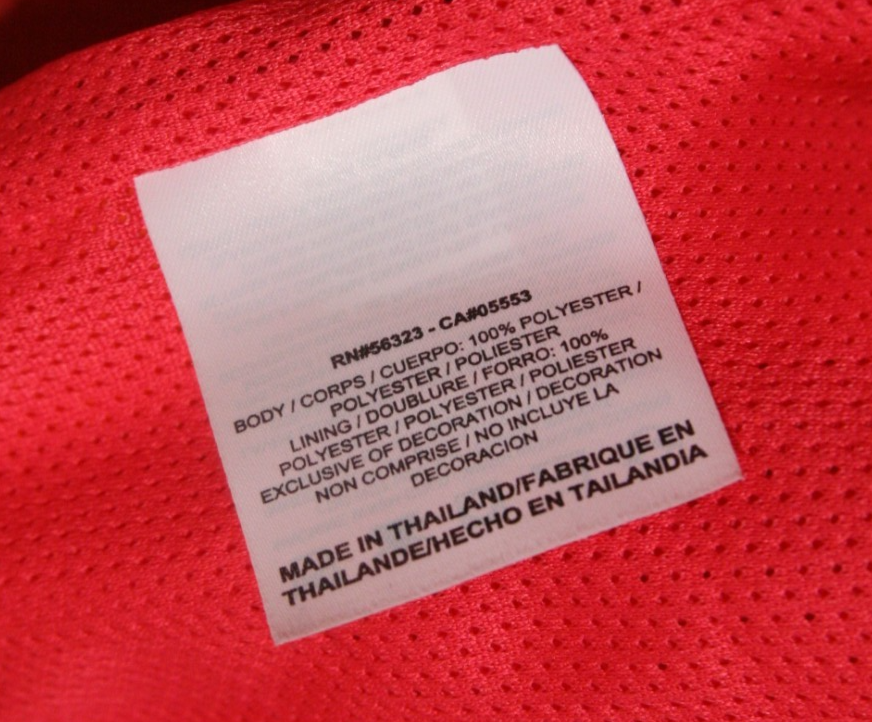 RN#56323 - CA#05553
BODY / CORPS / CUERPO: 100% POLYESTER /
POLYESTER / POLIESTER
LINING / DOUBLURE / FORRO: 100%
POLYESTER / POLYESTER / POLIESTER
EXCLUSIVE OF DECORATION / DECORATION
NON COMPRISE / NO INCLUYE LA
DECORACION
MADE IN THAILAND/FABRIQUE EN
THAILANDE/HECHO EN TAILANDIA